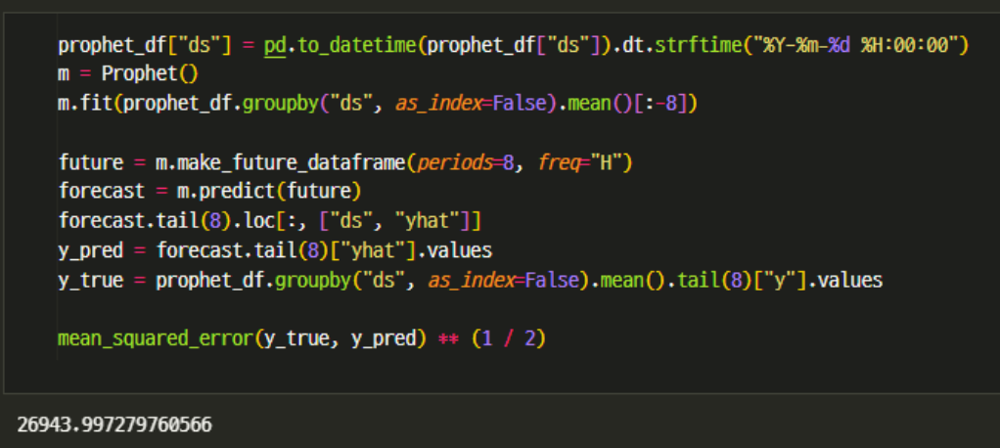 prophet_df["ds"] = pd.to_datetime(prophet_df["ds"]).dt.strftime("%Y-%m-%d %H:00:00")
m = Prophet()
m.fit(prophet_df.groupby("ds", as_index=False).mean()[:-8])
future = m.make_future_dataframe(periods=8, freq="H")
forecast = m.predict(future)
forecast.tail(8).loc[:, ["ds", "yhat"]]
y_pred = forecast.tail(8)["yhat"].values
y_true = prophet_df.groupby("ds", as_index=False).mean().tail(8)["y"].values
mean_squared_error(y_true, y_pred) ** (1 / 2)
26943.997279760566